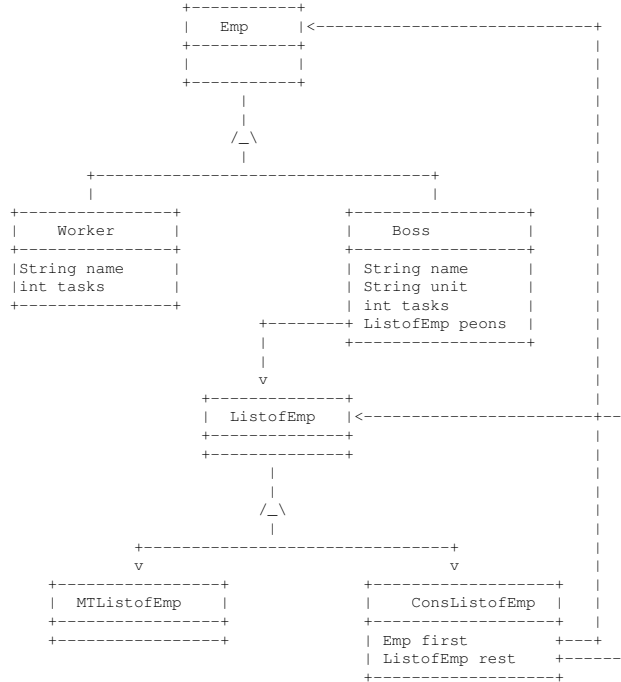 Emp
Worker
Boss
String name
int tasks
String name
String unit
int tasks
ListofEmp peons
v
ListofEmp
v
v
MTListofEmp
ConsListofEmp
Emp first
ListofEmp rest